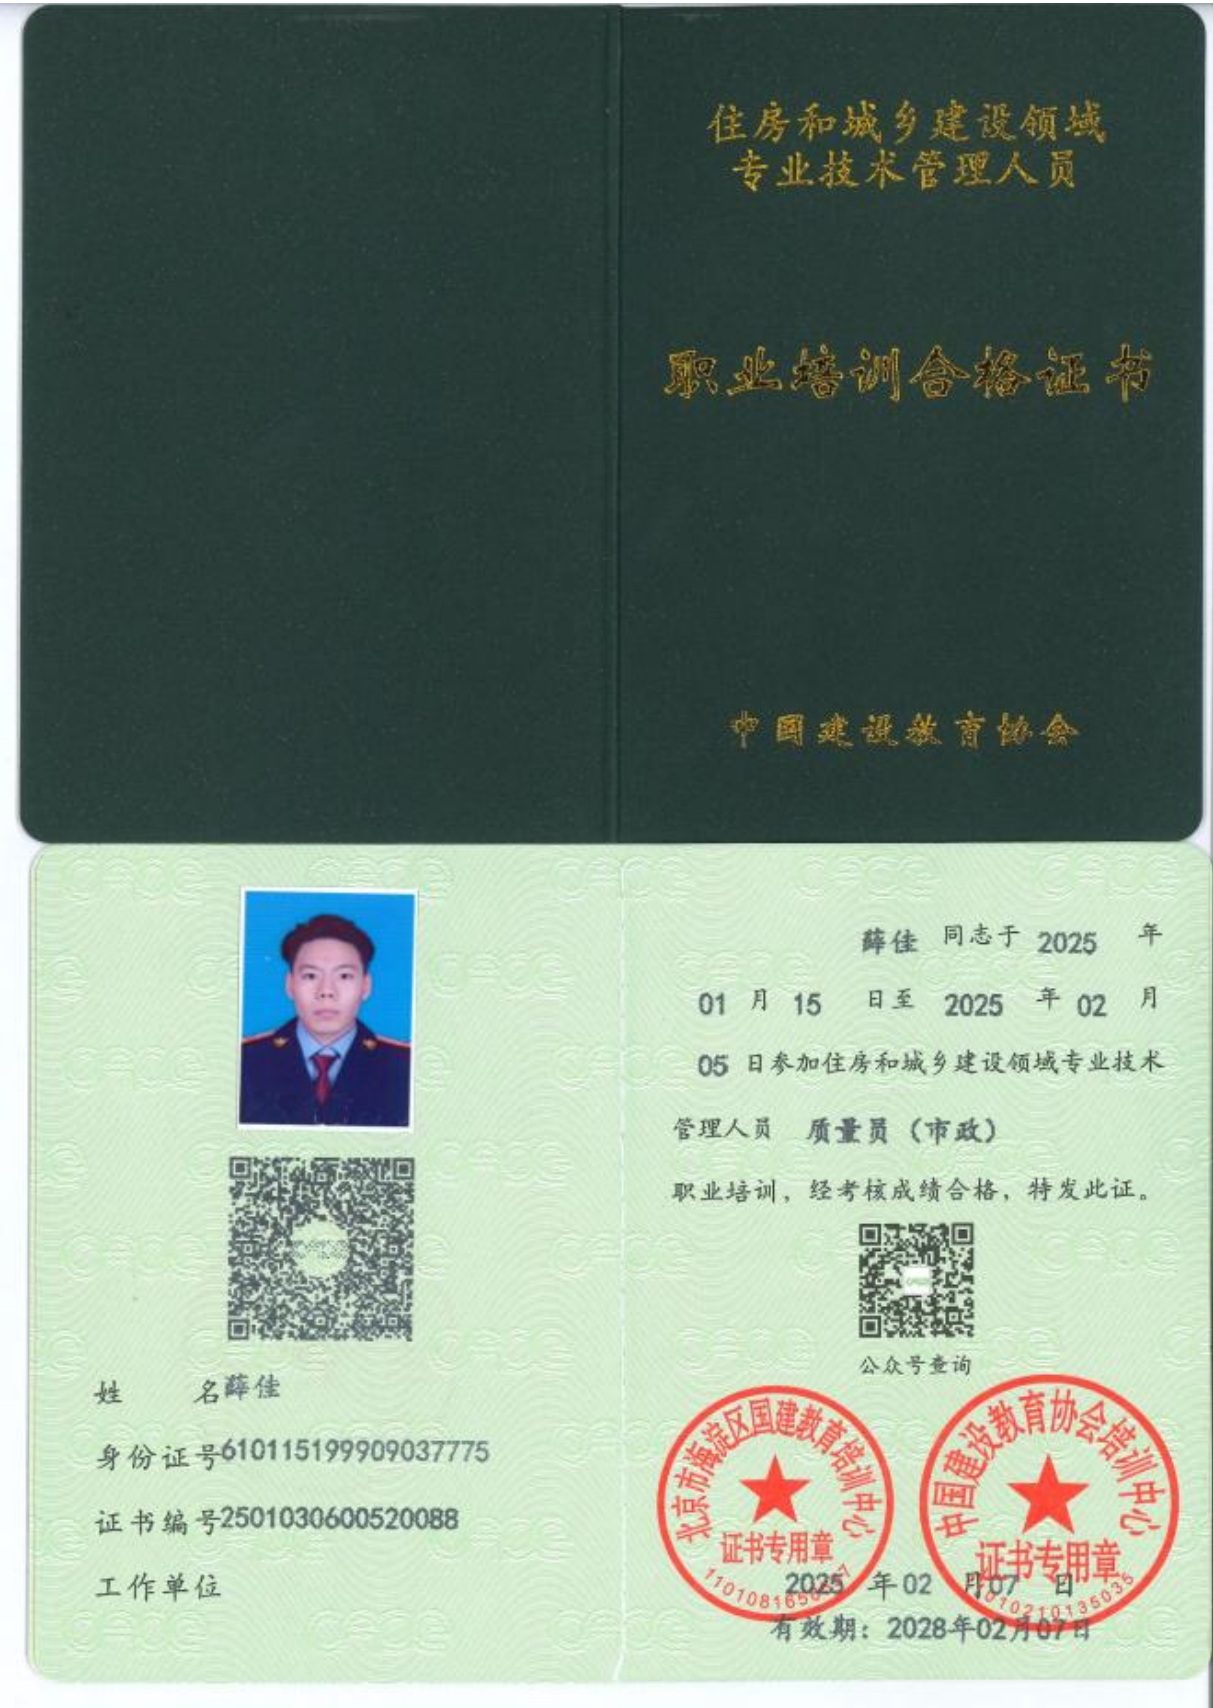 住房和城乡建设领域
专业技术管理人员
职业培训合格证书
中国建设教育协会
姓 名薛佳
身份证号610115199909037775
证书编号2501030600520088
工作单位
薛佳 同志于 2025 年
01 月 15 日至 2025 年 02 月
05 日参加住房和城乡建设领域专业技术
管理人员 质量员（市政）
职业培训，经考核成绩合格，特发此证。
公众号查询
北京市海淀区国建教育培训中心
证书专用章
中国建设教育协会培训中心
证书专用章
2025 年 02 月 07 日
有效期：2028年02月07日